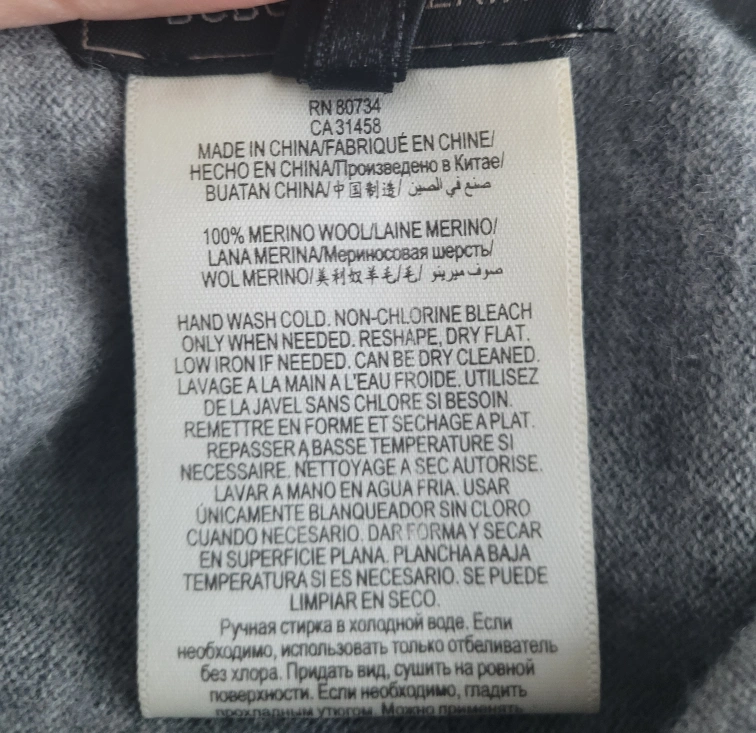 RN 80734
CA 31458
MADE IN CHINA/FABRIQUÉ EN CHINE/
HECHO EN CHINA/Произведено в Китае/
BUATAN CHINA/中国制造/ صنع في الصين
100% MERINO WOOL/LAINE MERINO/
LANA MERINA/Мериносовая шерсть/
WOL MERINO/美利奴羊毛/毛/ صوف ميرينو
HAND WASH COLD. NON-CHLORINE BLEACH
ONLY WHEN NEEDED. RESHAPE, DRY FLAT.
LOW IRON IF NEEDED. CAN BE DRY CLEANED.
LAVAGE A LA MAIN A L'EAU FROIDE. UTILISEZ
DE LA JAVEL SANS CHLORE SI BESOIN.
REMETTRE EN FORME ET SECHAGE A PLAT.
REPASSER A BASSE TEMPERATURE SI
NECESSAIRE. NETTOYAGE A SEC AUTORISE.
LAVAR A MANO EN AGUA FRIA. USAR
ÚNICAMENTE BLANQUEADOR SIN CLORO
CUANDO NECESARIO. DAR FORMA Y SECAR
EN SUPERFICIE PLANA. PLANCHA A BAJA
TEMPERATURA SI ES NECESARIO. SE PUEDE
LIMPIAR EN SECO.
Ручная стирка в холодной воде. Если
необходимо, использовать только отбеливатель
без хлора. Придать вид, сушить на ровной
поверхности. Если необходимо, гладить
прохладным утюгом. Можно применять